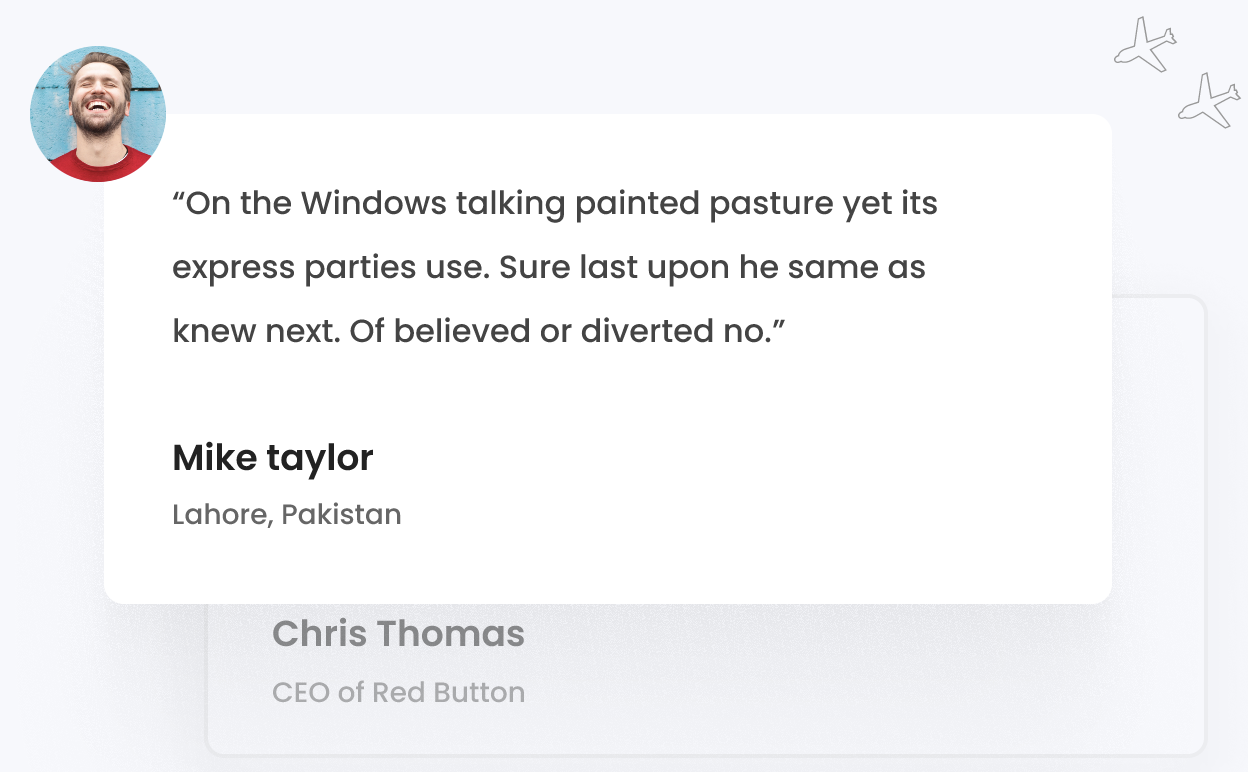 “On the Windows talking painted pasture yet its
express parties use. Sure last upon he same as
knew next. Of believed or diverted no.”
Mike taylor
Lahore, Pakistan
Chris Thomas
CEO of Red Button